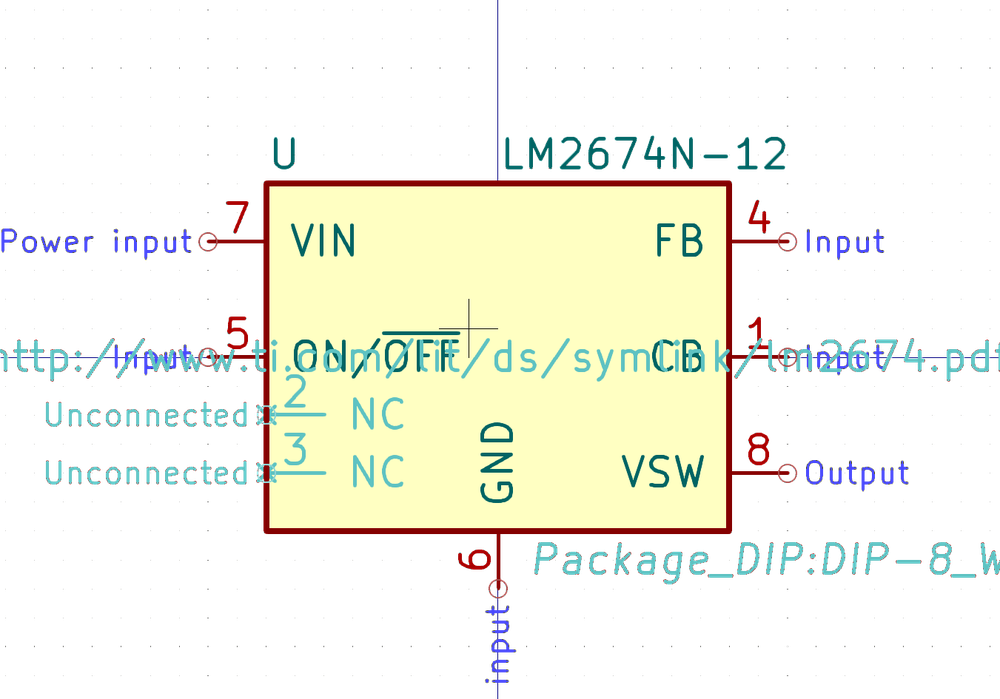 U
LM2674N-12
7
4
Power input
VIN
FB
Input
5
1
Input
ON/OFF
CB
Input
http://www.ti.com/lit/ds/symlink/lm2674.pdf
2
Unconnected
NC
3
Unconnected
NC
GND
VSW
8
Output
6
Package_DIP:DIP-8_W
input